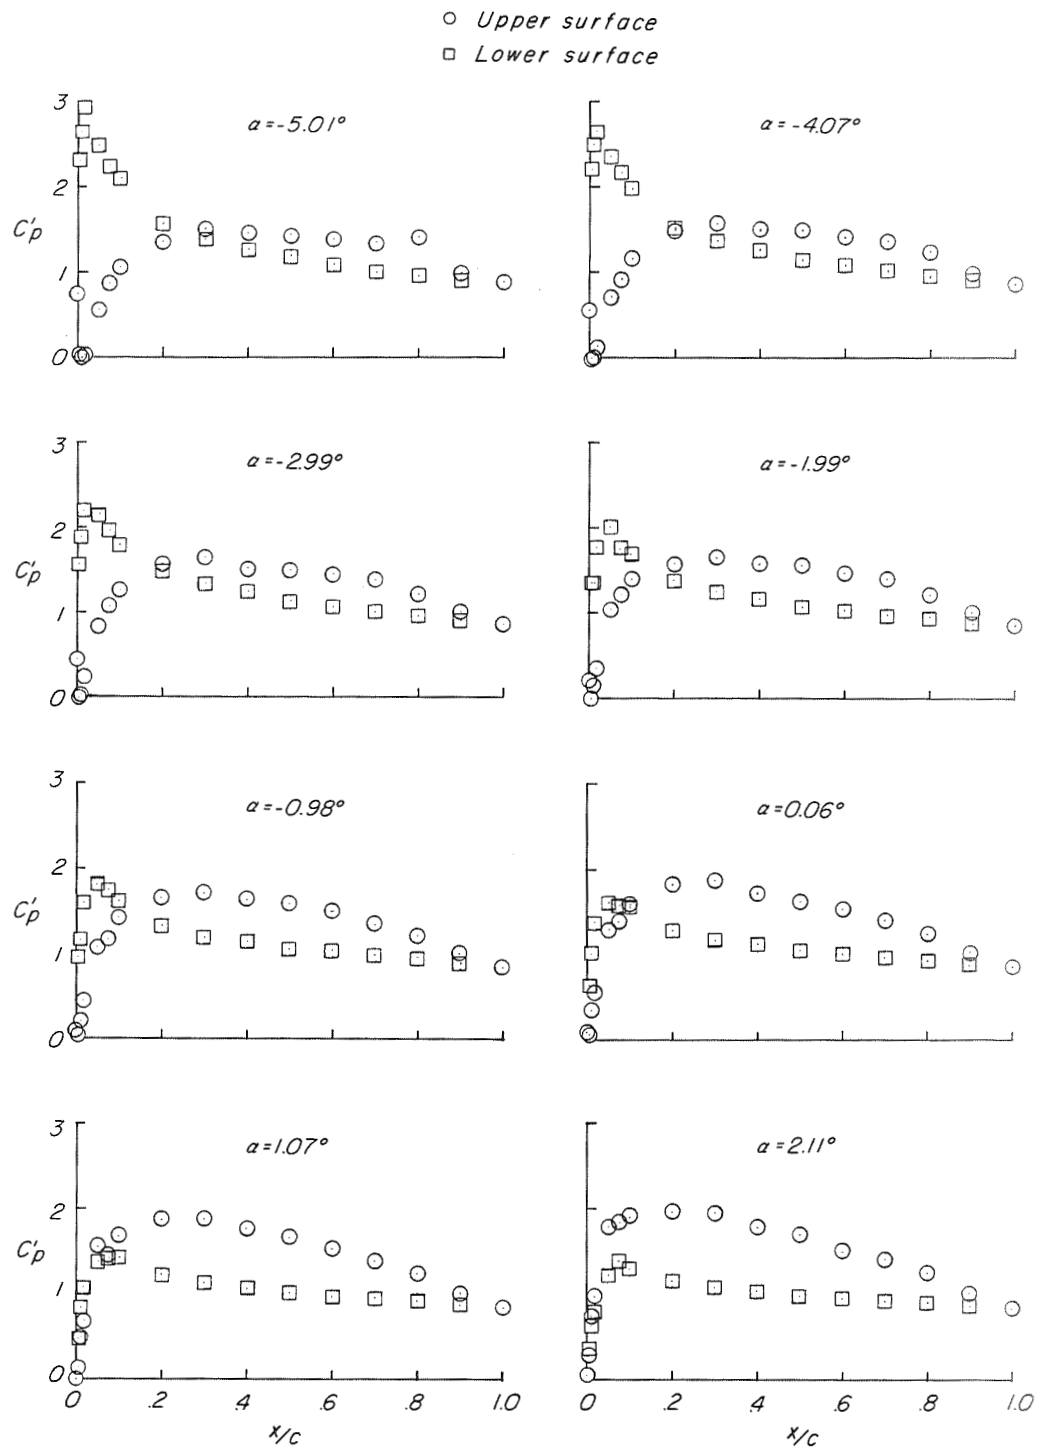 Upper surface
Lower surface
3
2
C'p
1
0
α=-5.01°
α=-4.07°
3
2
C'p
1
0
α=-2.99°
α=-1.99°
3
2
C'p
1
0
α=-0.98°
α=0.06°
3
2
C'p
1
0
α=1.07°
α=2.11°
0 .2 .4 .6 .8 1.0
x/c
0 .2 .4 .6 .8 1.0
x/c